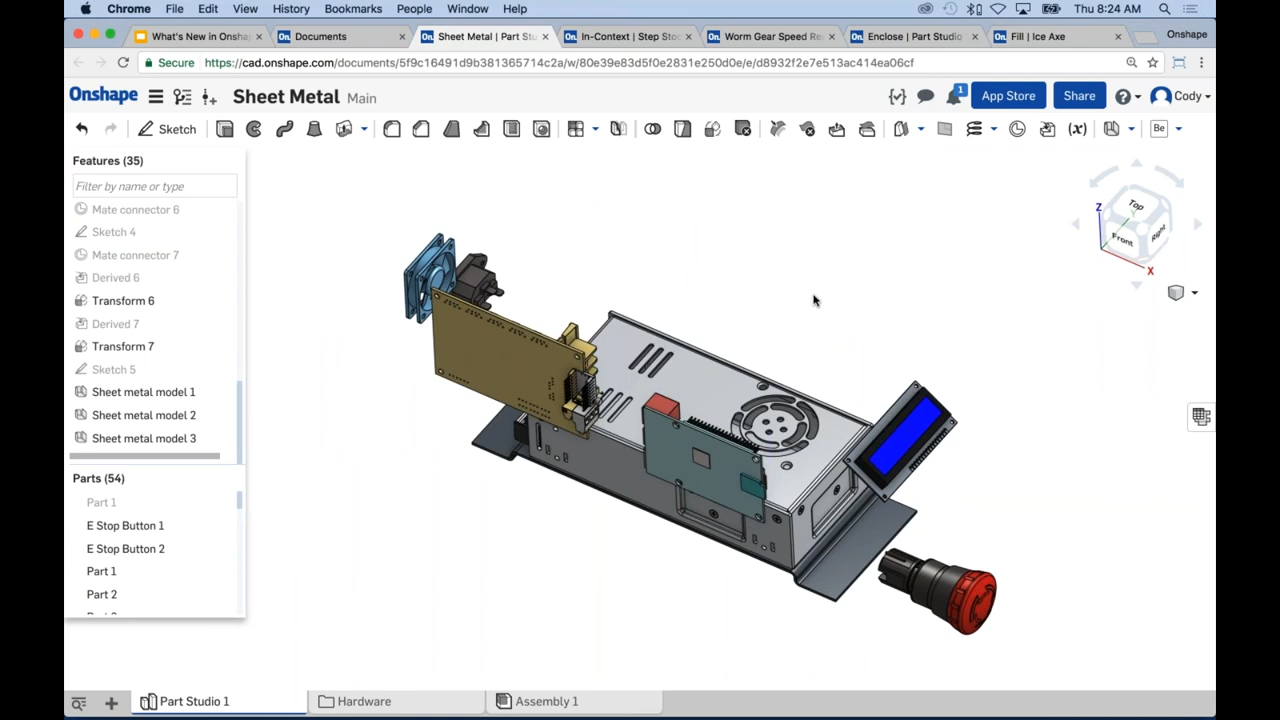 Chrome File Edit View History Bookmarks People Window Help Thu 8:24 AM
What's New in Onsha
Documents
Sheet Metal | Part Stu
In-Context | Step Stoo
Worm Gear Speed Re
Enclose | Part Studio
Fill | Ice Axe
Onshape
Secure https://cad.onshape.com/documents/5f9c16491d9b381365714c2a/w/80e39e83d5f0e2831e250d0e/e/d8932f2e7e513ac414ea06cf
Onshape Sheet Metal Main 1 App Store Share Cody
Sketch (x) Be
Features (35)
Filter by name or type
Mate connector 6
Sketch 4
Mate connector 7
Derived 6
Transform 6
Derived 7
Transform 7
Sketch 5
Sheet metal model 1
Sheet metal model 2
Sheet metal model 3
Parts (54)
Part 1
E Stop Button 1
E Stop Button 2
Part 1
Part 2
Top
Z
Front
Right
X
Part Studio 1
Hardware
Assembly 1